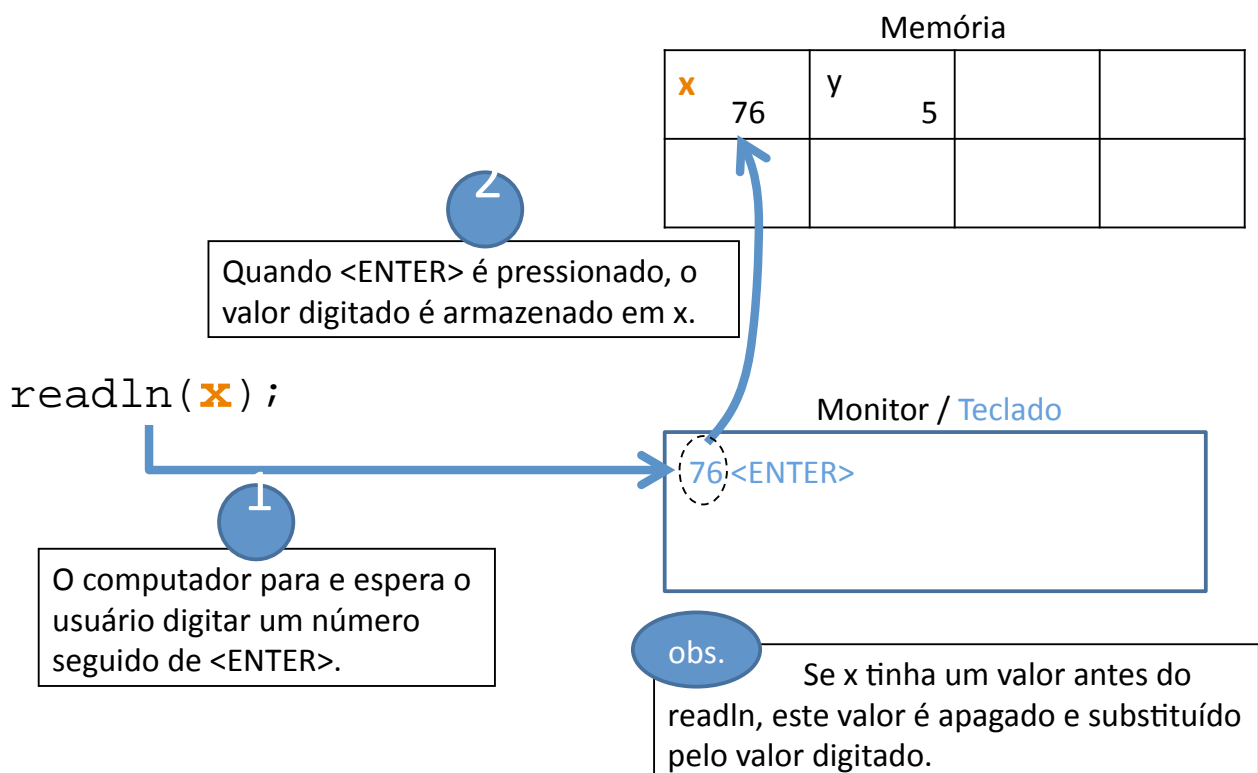 Memória
x
76
y
5
2
Quando <ENTER> é pressionado, o
valor digitado é armazenado em x.
readln(x);
Monitor / Teclado
76 <ENTER>
1
O computador para e espera o
usuário digitar um número
seguido de <ENTER>.
obs.
Se x tinha um valor antes do
readln, este valor é apagado e substituído
pelo valor digitado.